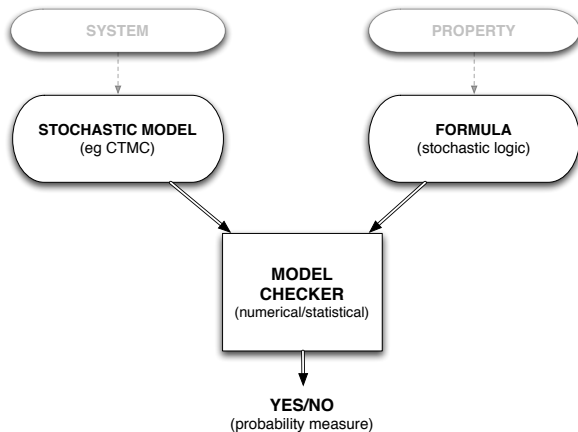 SYSTEM
PROPERTY
STOCHASTIC MODEL
(eg CTMC)
FORMULA
(stochastic logic)
MODEL
CHECKER
(numerical/statistical)
YES/NO
(probability measure)